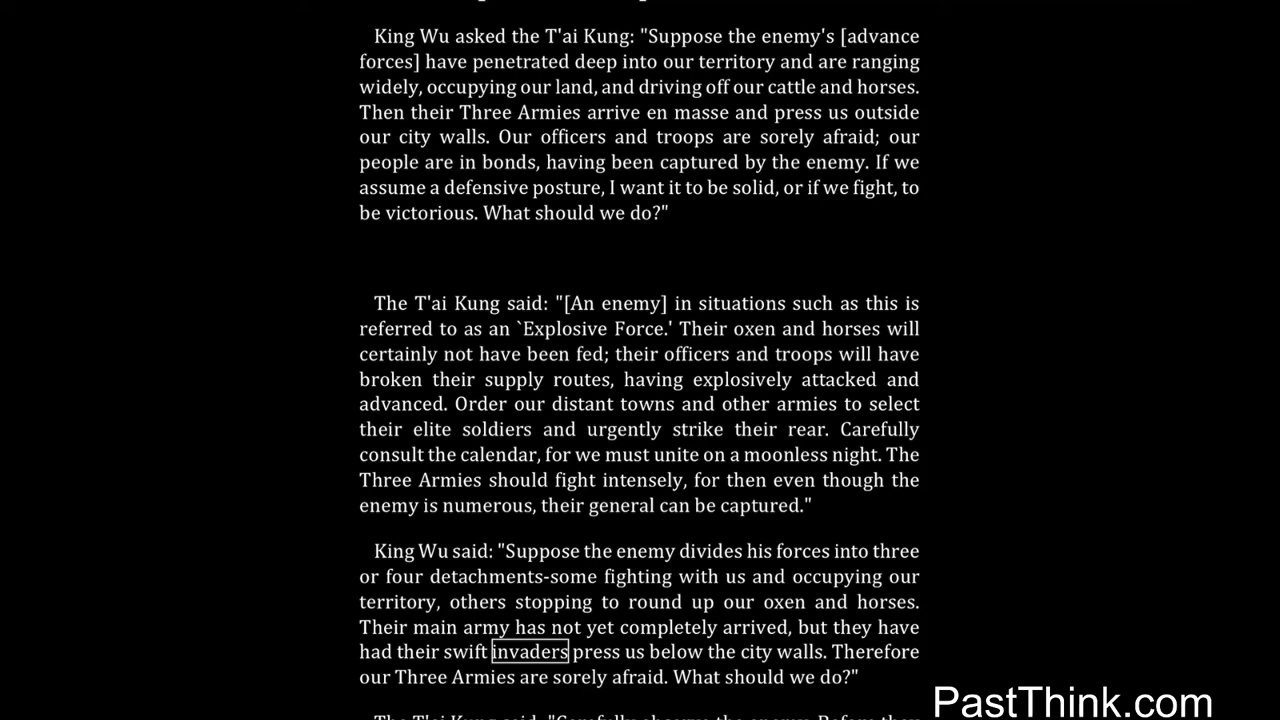 King Wu asked the T'ai Kung: "Suppose the enemy's [advance
forces] have penetrated deep into our territory and are ranging
widely, occupying our land, and driving off our cattle and horses.
Then their Three Armies arrive en masse and press us outside
our city walls. Our officers and troops are sorely afraid; our
people are in bonds, having been captured by the enemy. If we
assume a defensive posture, I want it to be solid, or if we fight, to
be victorious. What should we do?"
The T'ai Kung said: "[An enemy] in situations such as this is
referred to as an `Explosive Force.' Their oxen and horses will
certainly not have been fed; their officers and troops will have
broken their supply routes, having explosively attacked and
advanced. Order our distant towns and other armies to select
their elite soldiers and urgently strike their rear. Carefully
consult the calendar, for we must unite on a moonless night. The
Three Armies should fight intensely, for then even though the
enemy is numerous, their general can be captured."
King Wu said: "Suppose the enemy divides his forces into three
or four detachments-some fighting with us and occupying our
territory, others stopping to round up our oxen and horses.
Their main army has not yet completely arrived, but they have
had their swift invaders press us below the city walls. Therefore
our Three Armies are sorely afraid. What should we do?"
The T'ai Kung said: "Carefully observe the enemy. Before they
PastThink.com